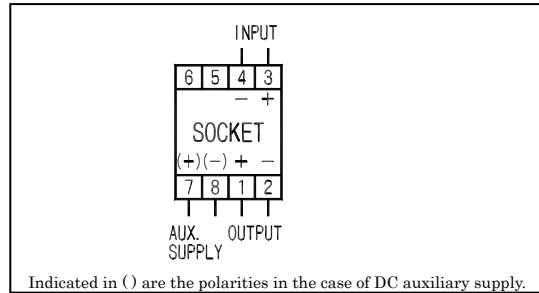 INPUT
6 5 4 3
− +
SOCKET
(+) (−) + −
7 8 1 2
AUX. OUTPUT
SUPPLY
Indicated in ( ) are the polarities in the case of DC auxiliary supply.